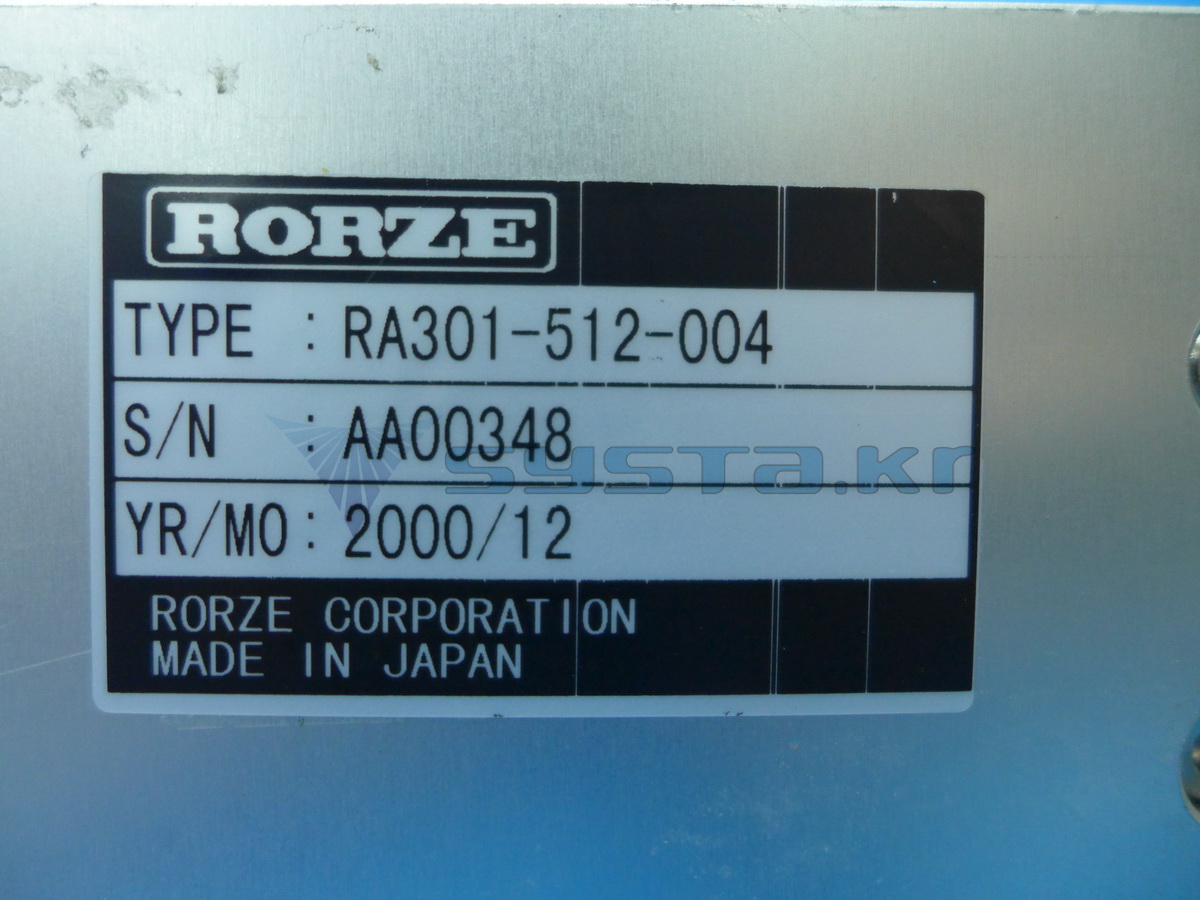 RORZE
TYPE : RA301-512-004
S/N : AA00348
systa.kr
YR/MO : 2000/12
RORZE CORPORATION
MADE IN JAPAN